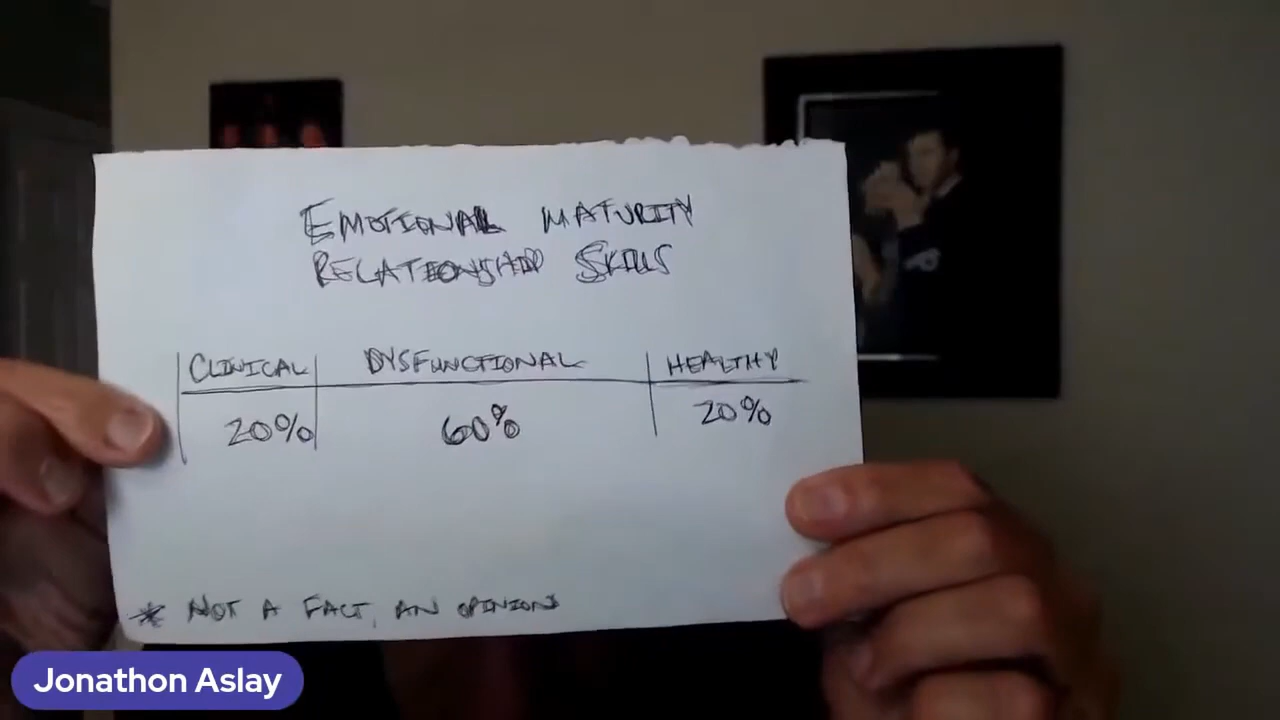 EMOTIONAL MATURITY
RELATIONSHIP SKILLS
CLINICAL DYSFUNCTIONAL HEALTHY
20% 60% 20%
* NOT A FACT, AN OPINION
Jonathon Aslay